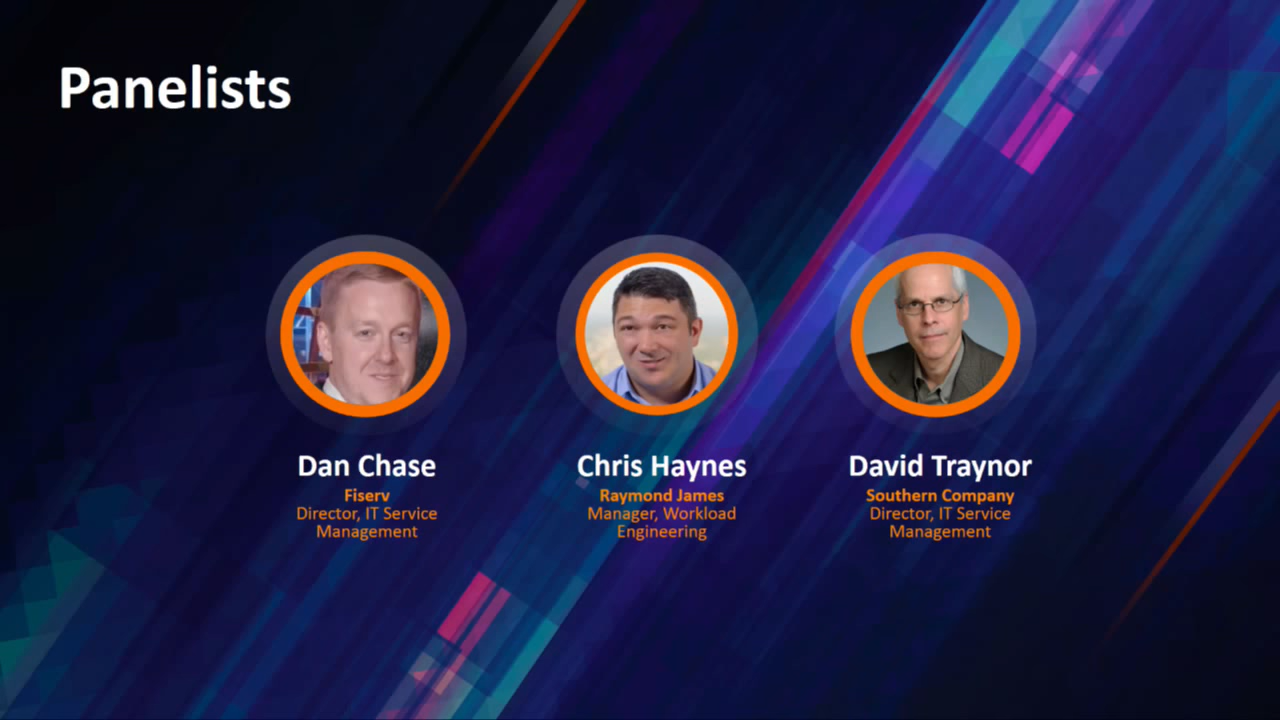 Panelists
Dan Chase
Fiserv
Director, IT Service
Management
Chris Haynes
Raymond James
Manager, Workload
Engineering
David Traynor
Southern Company
Director, IT Service
Management